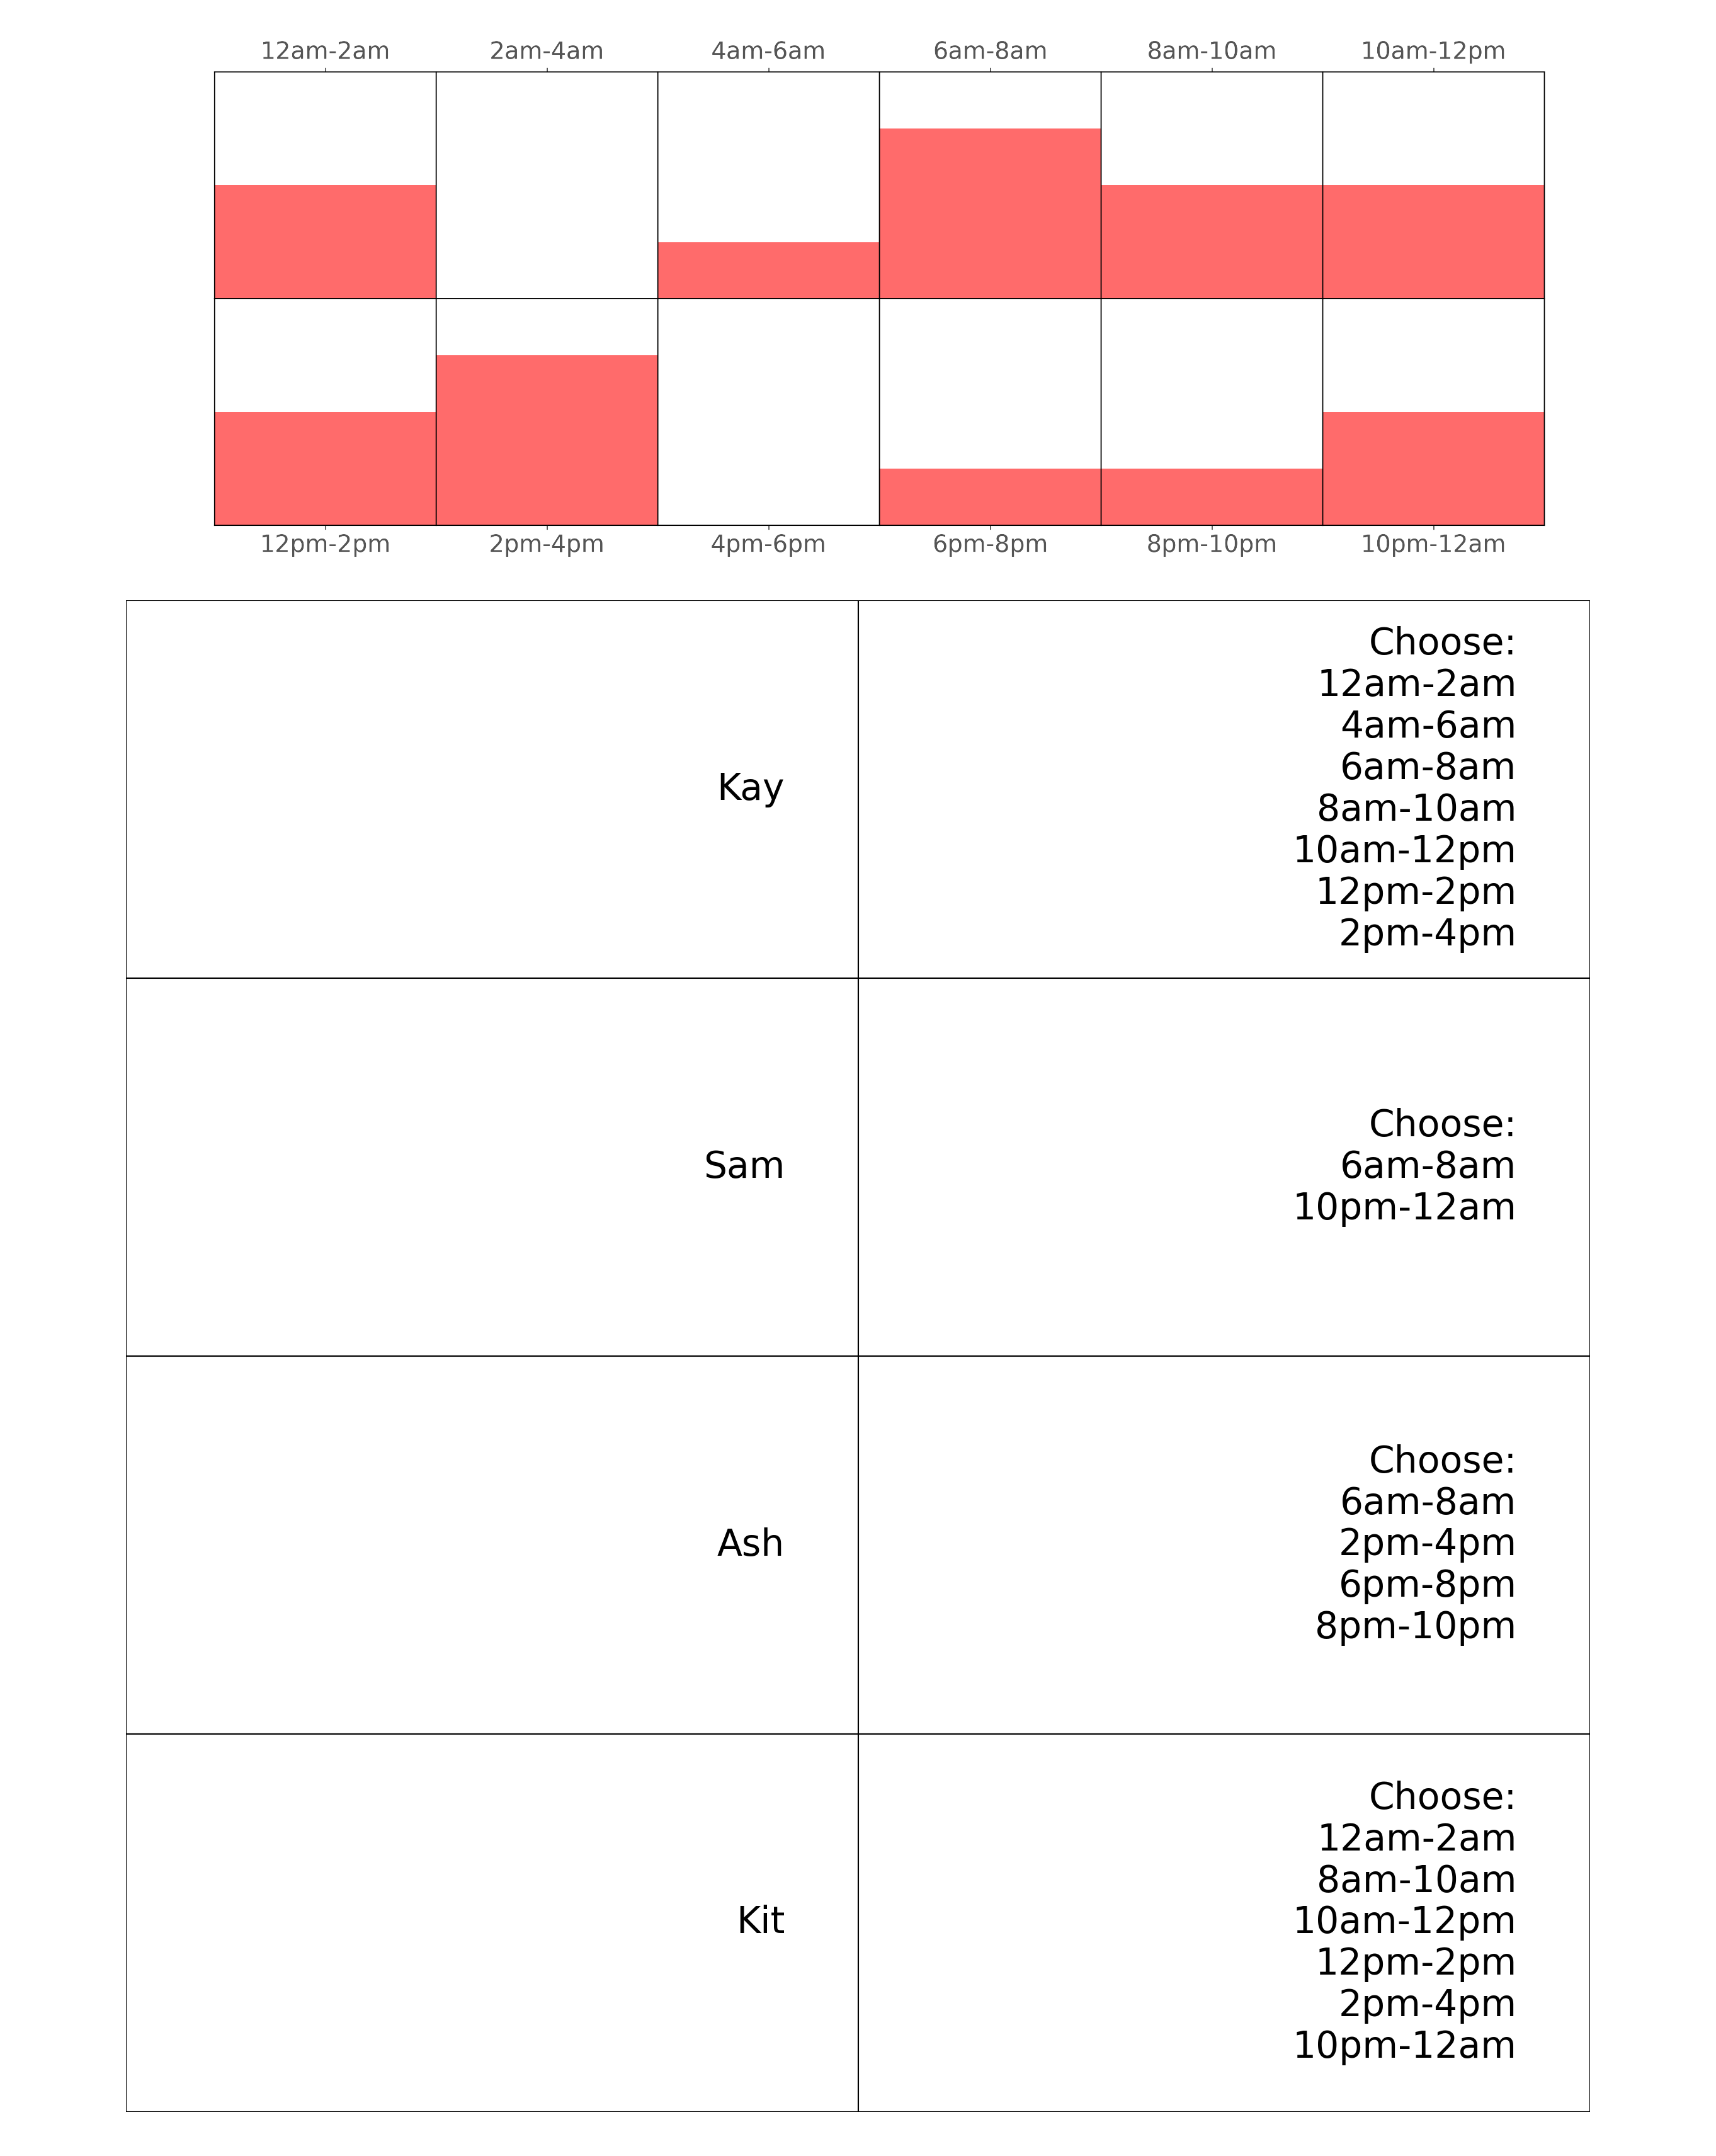 12am-2am 2am-4am 4am-6am 6am-8am 8am-10am 10am-12pm
12pm-2pm 2pm-4pm 4pm-6pm 6pm-8pm 8pm-10pm 10pm-12am
Kay
Choose:
12am-2am
4am-6am
6am-8am
8am-10am
10am-12pm
12pm-2pm
2pm-4pm
Sam
Choose:
6am-8am
10pm-12am
Ash
Choose:
6am-8am
2pm-4pm
6pm-8pm
8pm-10pm
Kit
Choose:
12am-2am
8am-10am
10am-12pm
12pm-2pm
2pm-4pm
10pm-12am